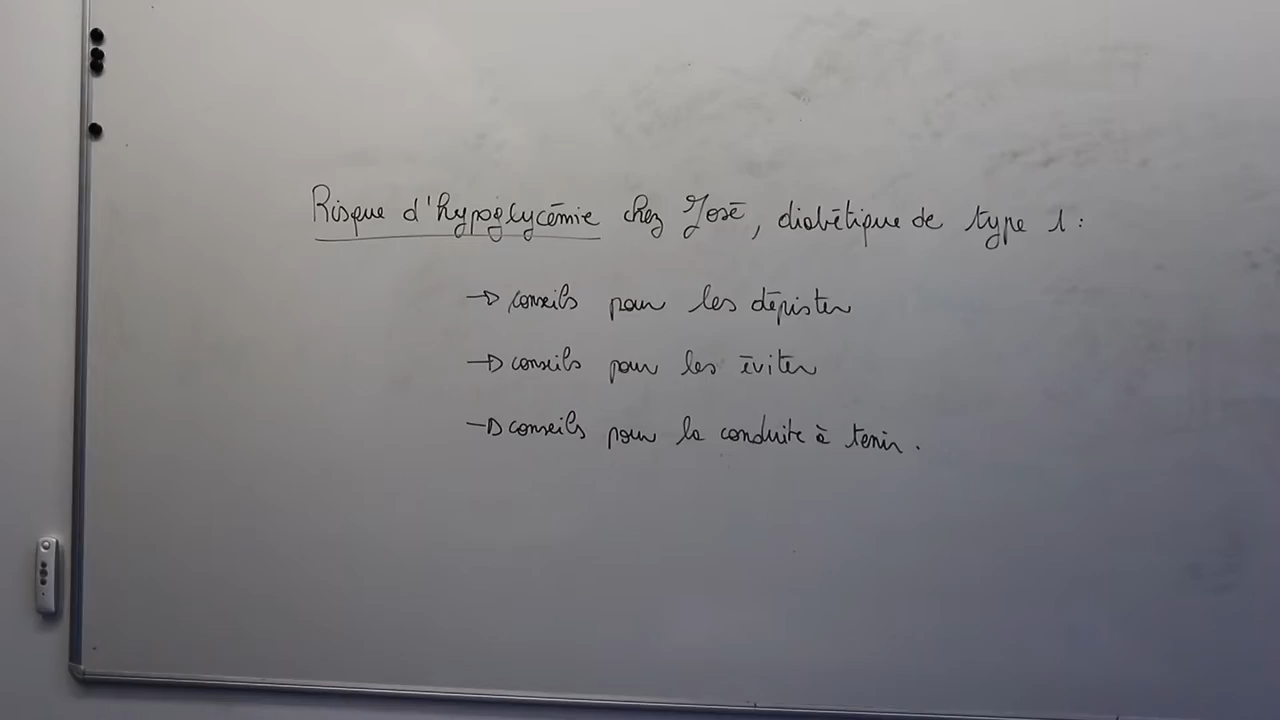 Risque d'hypoglycémie chez José, diabétique de type 1 :
→ conseils pour les dépister
→ conseils pour les éviter
→ conseils pour la conduite à tenir.